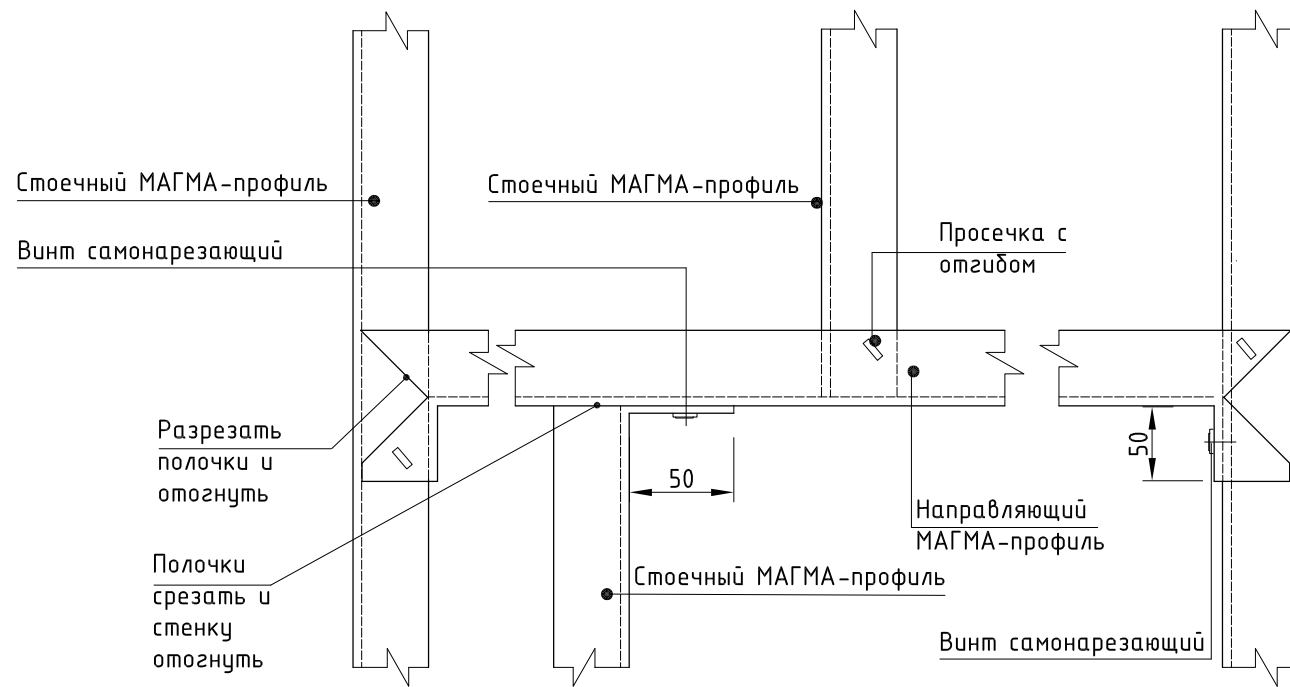 Стоечный МАГМА-профиль
Стоечный МАГМА-профиль
Винт самонарезающий
Просечка с
отгибом
Разрезать
полочки и
отогнуть
50
50
Направляющий
МАГМА-профиль
Полочки
срезать и
стенку
отогнуть
Стоечный МАГМА-профиль
Винт самонарезающий